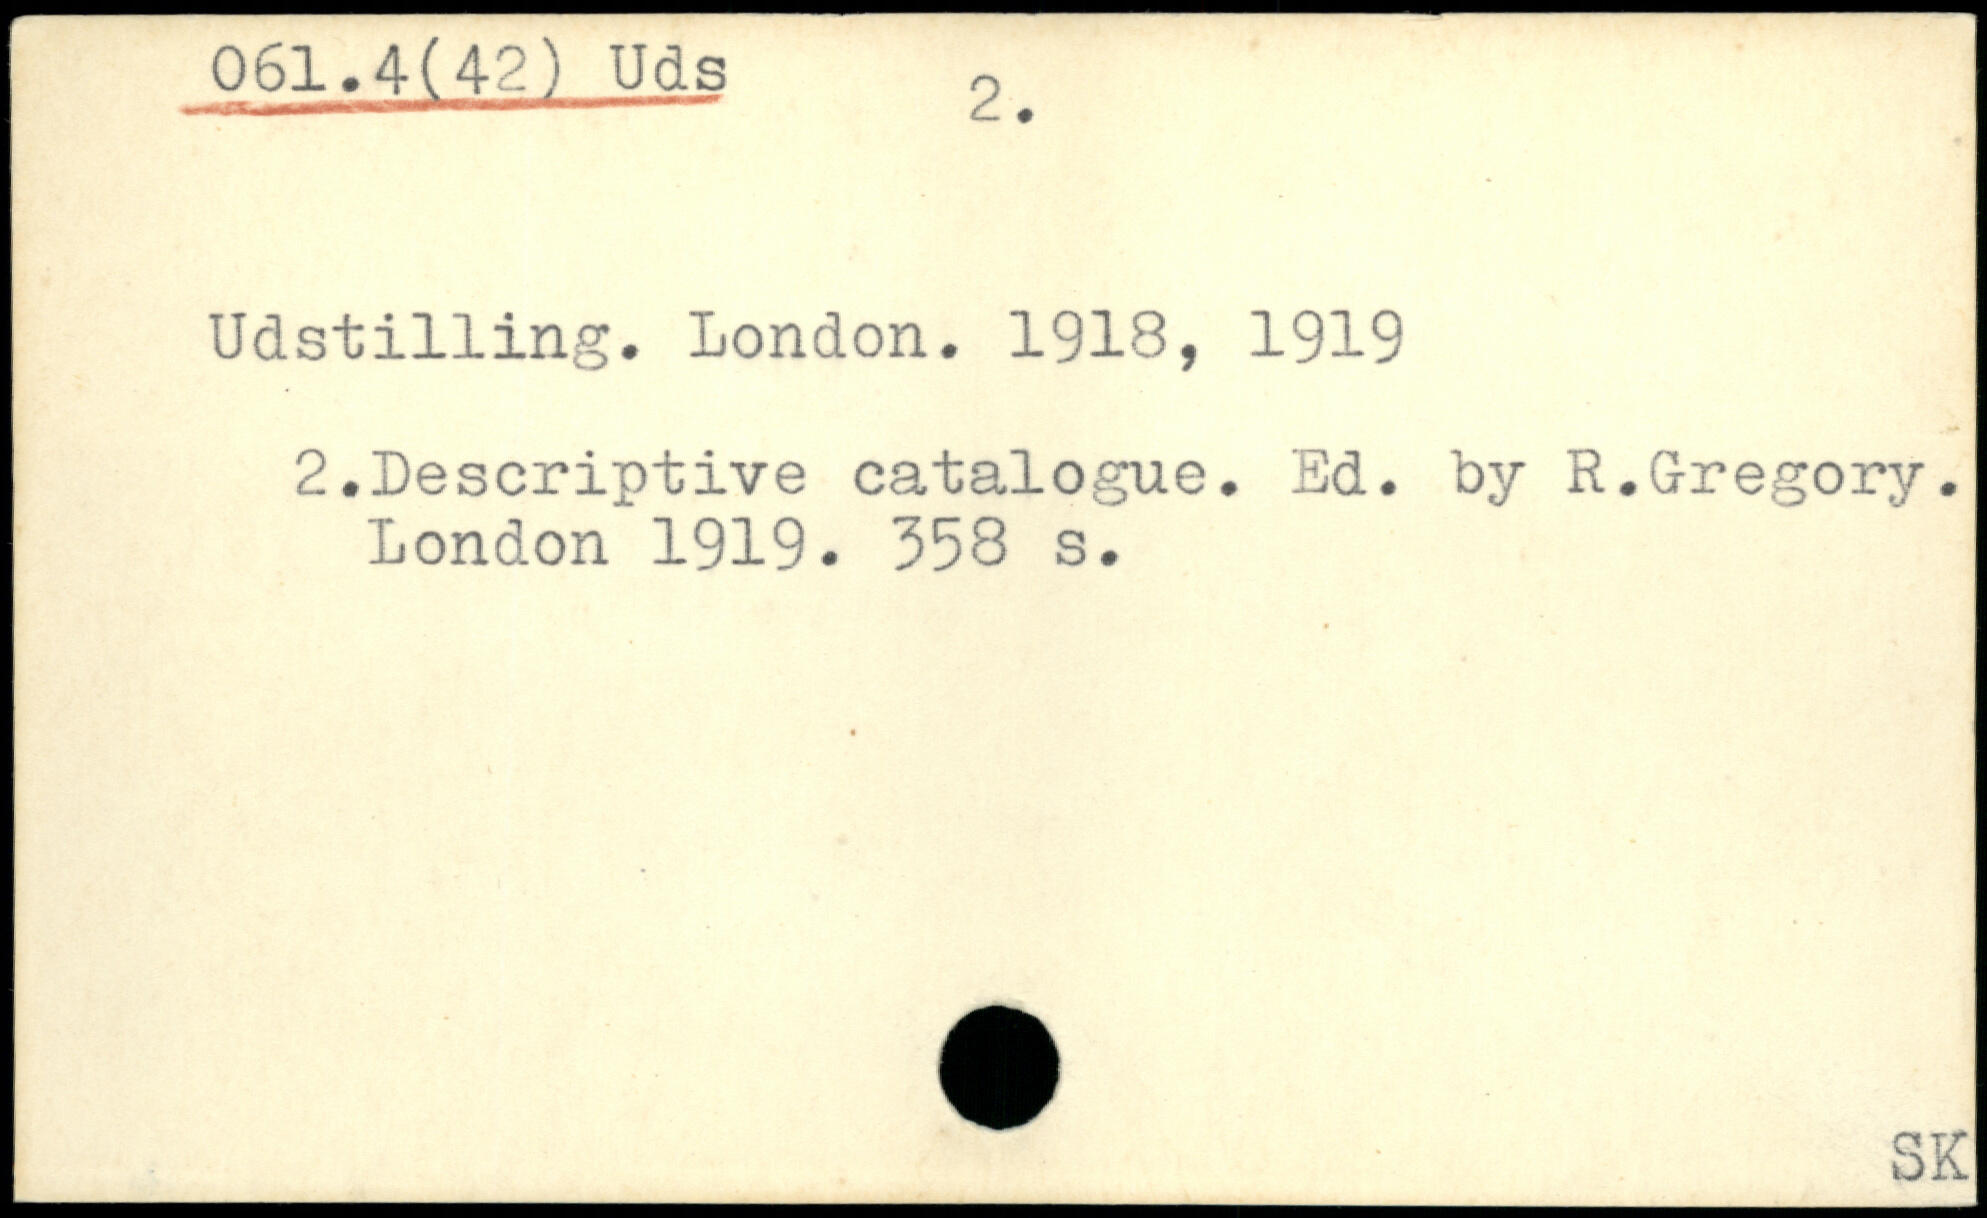 061.4(42) Uds
2.
Udstilling. London. 1918, 1919
2.Descriptive catalogue. Ed. by R.Gregory.
London 1919. 358 s.
SK